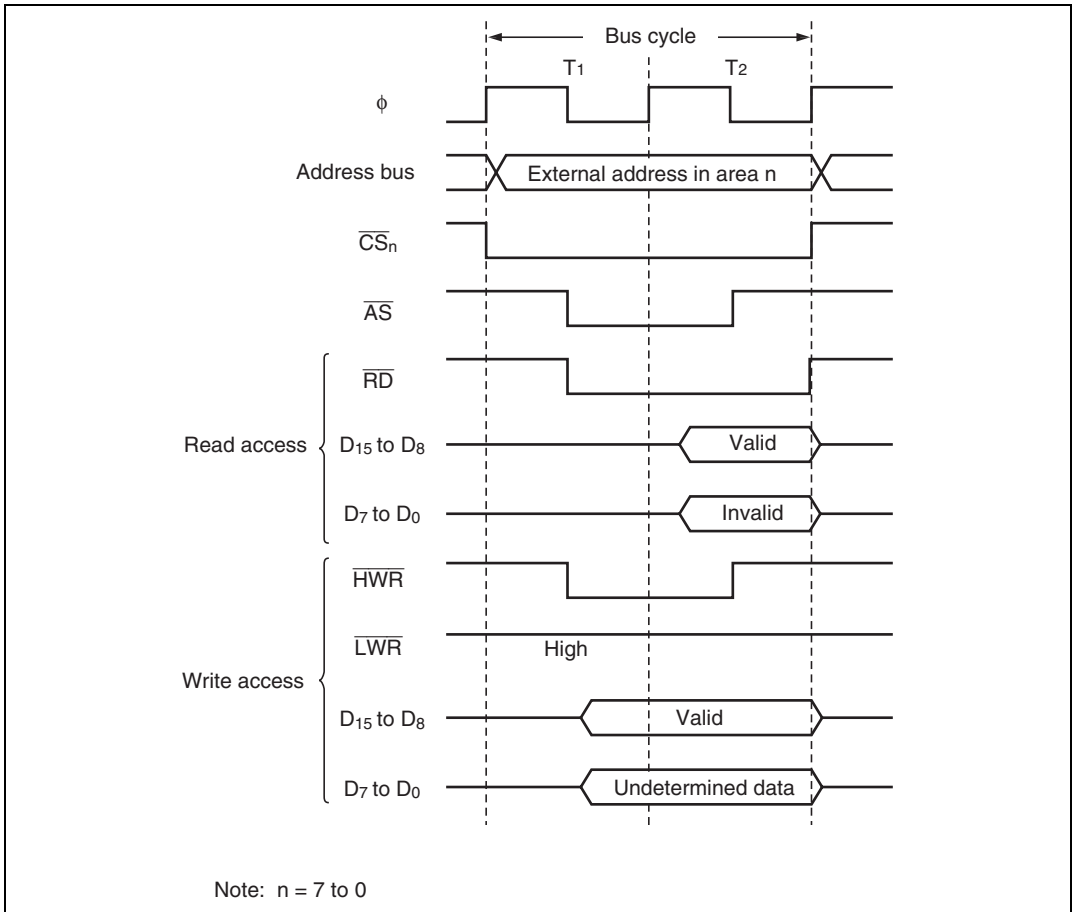 Bus cycle
T1 T2
ϕ
Address bus External address in area n
CSn
AS
RD
Read access D15 to D8 Valid
D7 to D0 Invalid
HWR
LWR High
Write access
D15 to D8 Valid
D7 to D0 Undetermined data
Note: n = 7 to 0